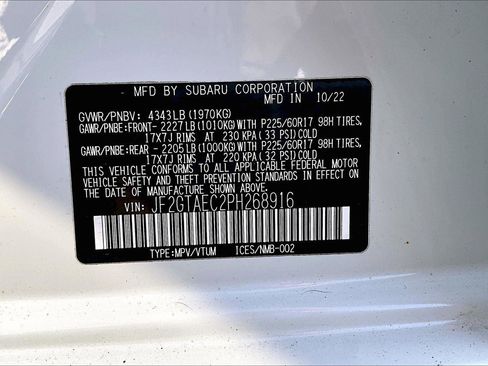 MFD. BY SUBARU CORPORATION
MFD. IN 10/22
GVWR/PNBV: 4343LB(1970KG)
GAWR/PNBE:FRONT- 2227LB(1010KG)WITH P225/60R17 98H TIRES,
17X7J RIMS AT 230 KPA(33 PSI)COLD
GAWR/PNBE:REAR - 2205LB(1000KG)WITH P225/60R17 98H TIRES,
17X7J RIMS AT 220 KPA(32 PSI)COLD
THIS VEHICLE CONFORMS TO ALL APPLICABLE FEDERAL MOTOR
VEHICLE SAFETY AND THEFT PREVENTION STANDARDS IN EFFECT ON THE
DATE OF MANUFACTURE SHOWN ABOVE.
VIN: JF2GTAEC2PH268916
TYPE:MPV/VTUM ICES/NMB-002